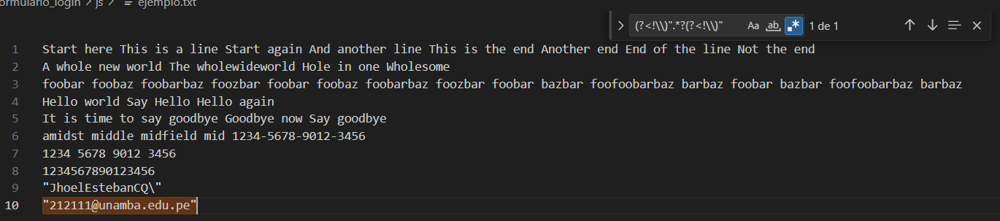 ormulario_login > js > ejemplo.txt
(?<!\\)".*?(?<!\\)" Aa ab .* 1 de 1
1 Start here This is a line Start again And another line This is the end Another end End of the line Not the end
2 A whole new world The wholewideworld Hole in one Wholesome
3 foobar foobaz foobarbaz foozbar foobar foobaz foobarbaz foozbar foobar bazbar foofoobarbaz barbaz foobar bazbar foofoobarbaz barbaz
4 Hello world Say Hello Hello again
5 It is time to say goodbye Goodbye now Say goodbye
6 amidst middle midfield mid 1234-5678-9012-3456
7 1234 5678 9012 3456
8 1234567890123456
9 "JhoelEstebanCQ\"
10 "212111@unamba.edu.pe"